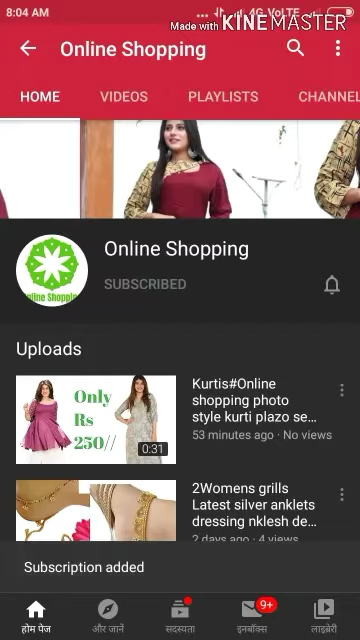 8:04 AM
4G VoLTE
Made with KINEMASTER
Online Shopping
HOME VIDEOS PLAYLISTS CHANNEL
Online Shopping
SUBSCRIBED
Uploads
Only
Rs
250//
0:31
Kurtis#Online
shopping photo
style kurti plazo se...
53 minutes ago · No views
2Womens grills
Latest silver anklets
dressing nklesh de...
2 days ago · 4 views
Subscription added
9+
होम पेज और जानें सदस्यता इनबॉक्स लाइब्रेरी